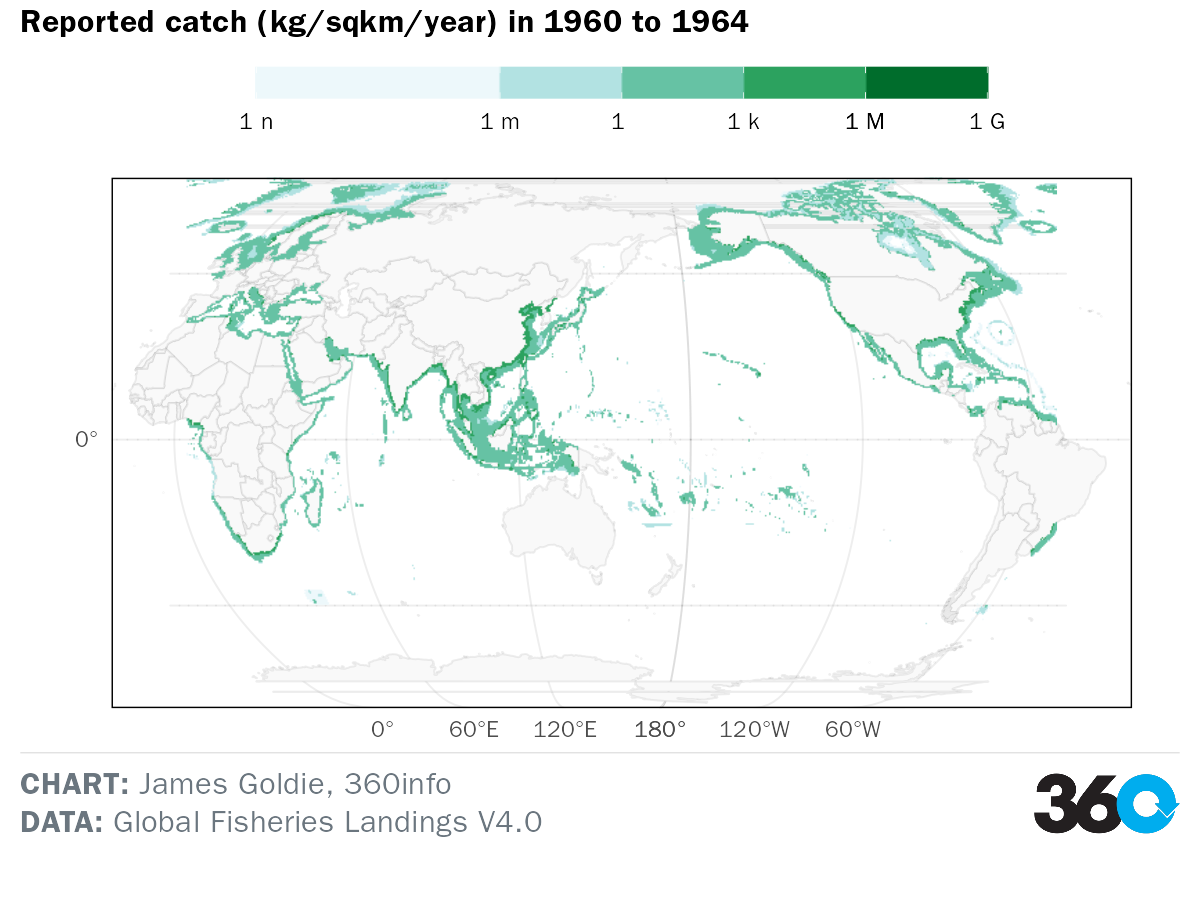 Reported catch (kg/sqkm/year) in 1960 to 1964
1 n 1 m 1 1 k 1 M 1 G
0°
0° 60°E 120°E 180° 120°W 60°W
CHART: James Goldie, 360info
DATA: Global Fisheries Landings V4.0
360